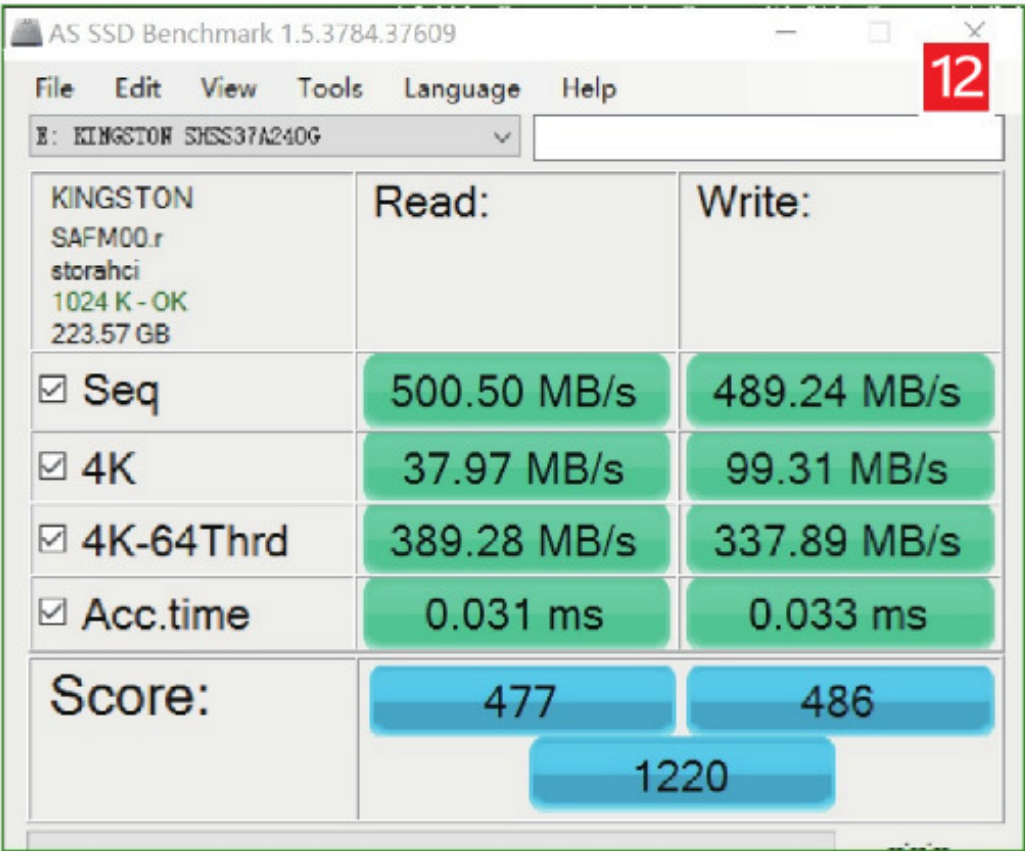 AS SSD Benchmark 1.5.3784.37609
12
File Edit View Tools Language Help
E: KINGSTON SHSS37A240G
KINGSTON
SAFM00.r
storahci
1024 K - OK
223.57 GB
Read:
Write:
Seq 500.50 MB/s 489.24 MB/s
4K 37.97 MB/s 99.31 MB/s
4K-64Thrd 389.28 MB/s 337.89 MB/s
Acc.time 0.031 ms 0.033 ms
Score: 477 486
1220